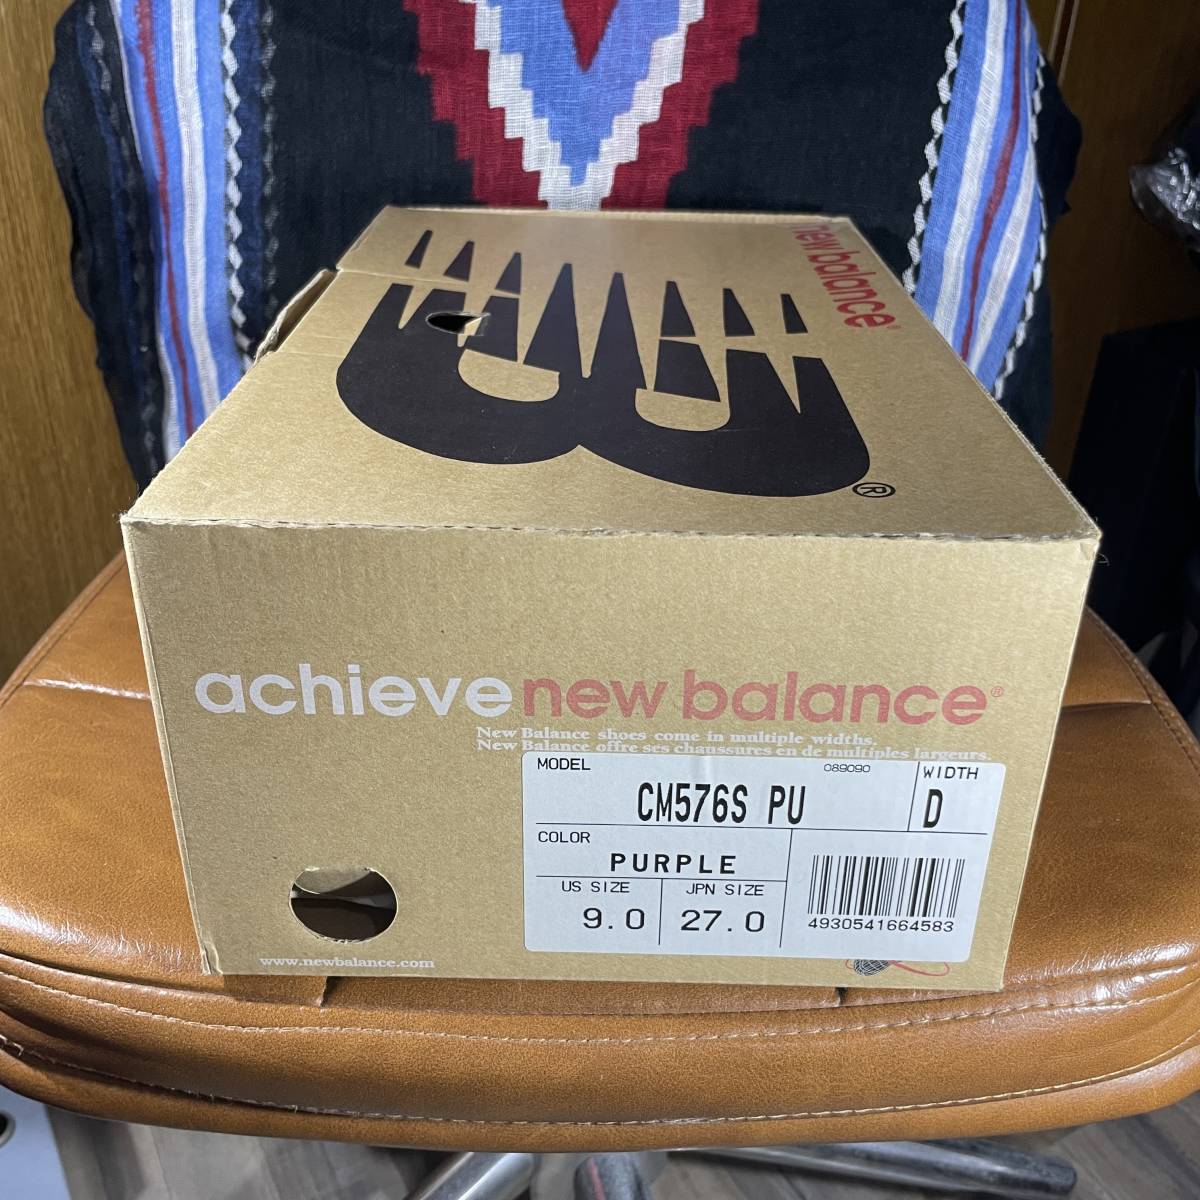 new balance®
®
achieve new balance®
New Balance shoes come in multiple widths.
New Balance offre ses chaussures en de multiples largeurs.
MODEL
089090
WIDTH
CM576S PU
D
COLOR
PURPLE
US SIZE
JPN SIZE
9.0
27.0
4930541664583
www.newbalance.com